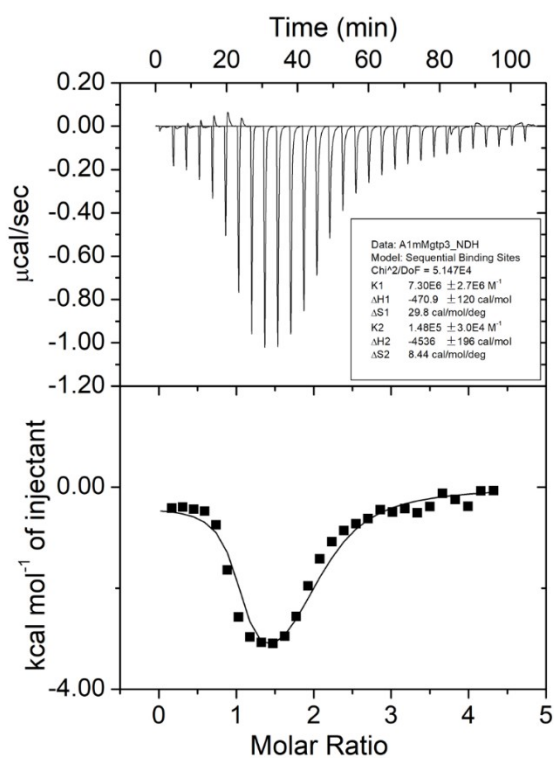 Time (min)
0 20 40 60 80 100
0.20
0.00
-0.20
-0.40
-0.60
-0.80
-1.00
-1.20
µcal/sec
Data: A1mMgtp3_NDH
Model: Sequential Binding Sites
Chi^2/DoF = 5.147E4
K1 7.30E6 ±2.7E6 M⁻¹
ΔH1 -470.9 ±120 cal/mol
ΔS1 29.8 cal/mol/deg
K2 1.48E5 ±3.0E4 M⁻¹
ΔH2 -4536 ±196 cal/mol
ΔS2 8.44 cal/mol/deg
0.00
-4.00
kcal mol⁻¹ of injectant
0 1 2 3 4 5
Molar Ratio